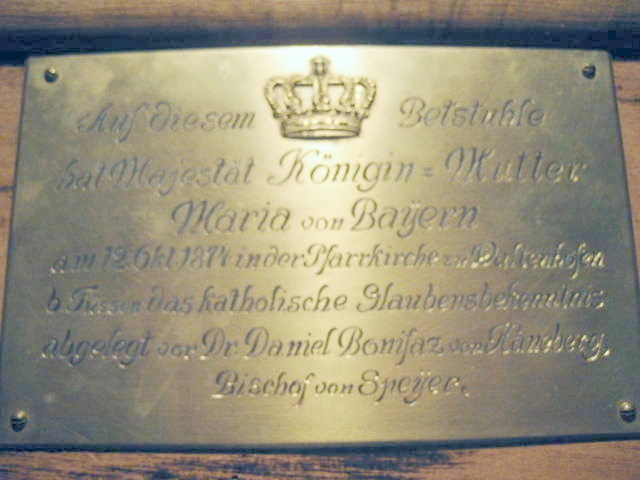 Auf diesem Betstuhle
hat Majestät Königin = Mutter
Maria von Bayern
am 12 Okt. 1874 in der Pfarrkirche zu Waltenhofen
b Füssen das katholische Glaubensbekenntnis
abgelegt vor Dr. Daniel Bonifaz von Haneberg,
Bischof von Speyer.